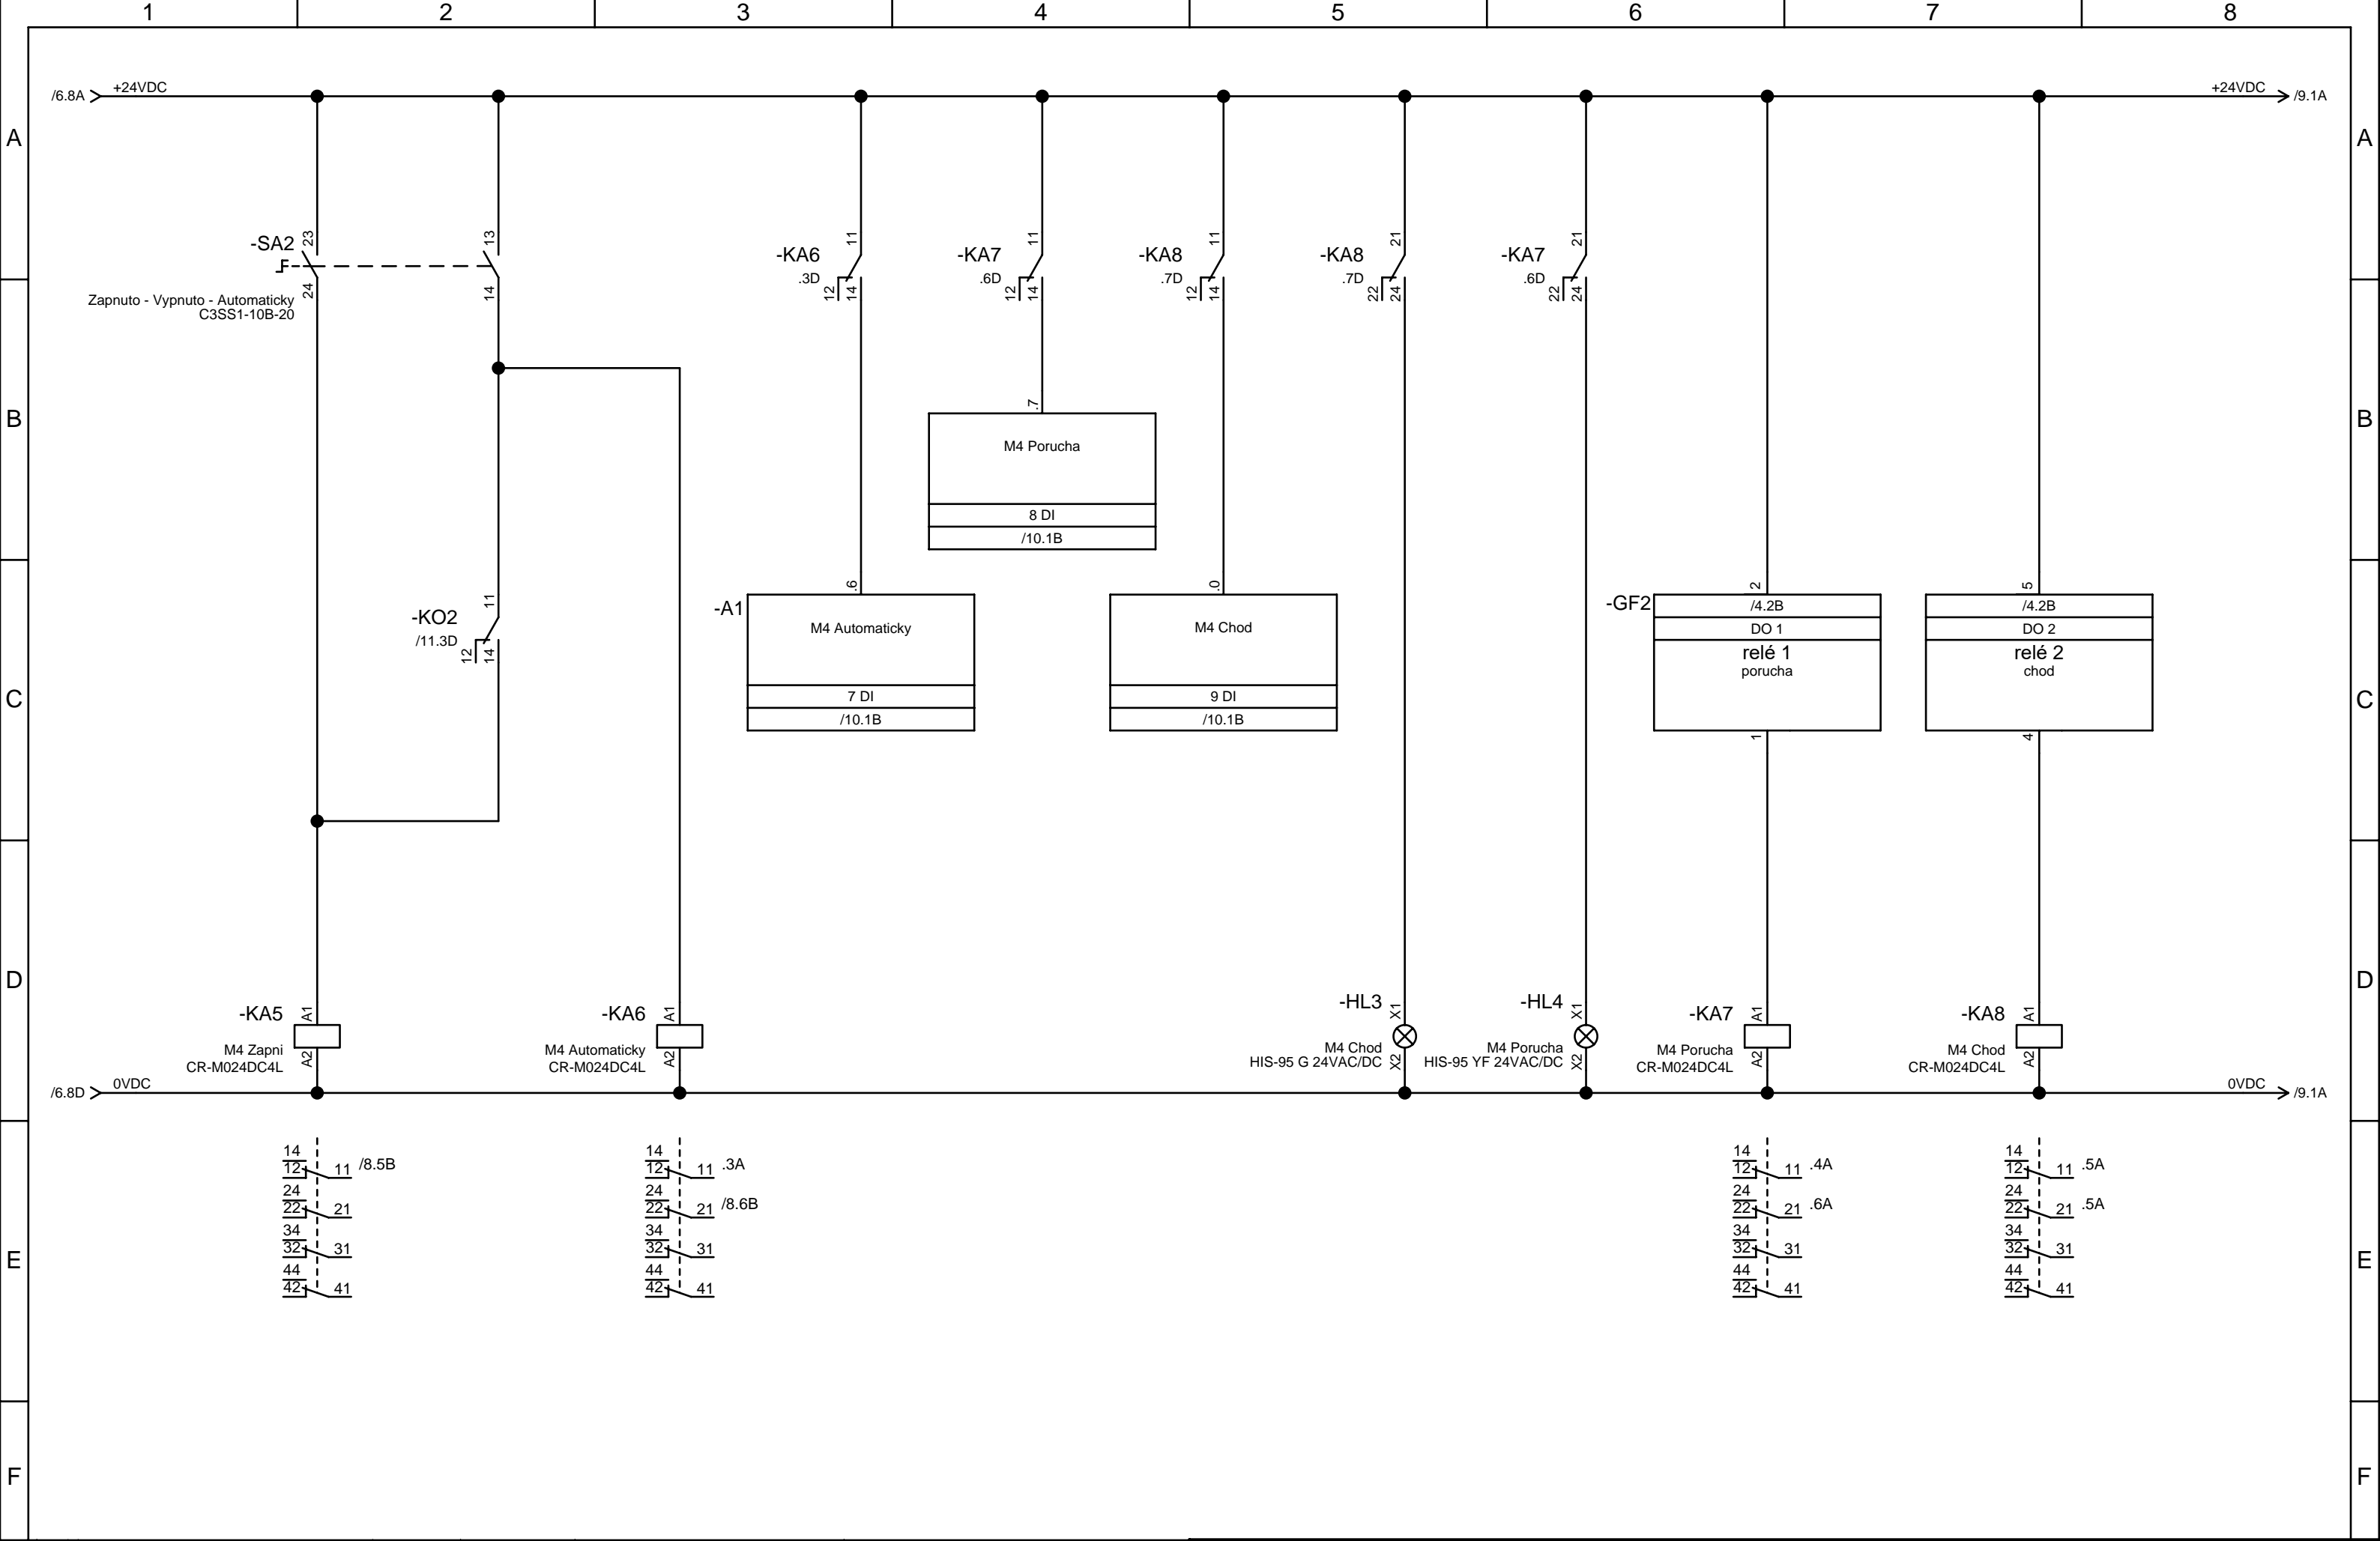 1 2 3 4 5 6 7 8
/6.8A +24VDC +24VDC /9.1A
A A
-SA2 23 13
24 14
Zapnuto - Vypnuto - Automaticky
C3SS1-10B-20
-KA6 11
.3D 12 14
-KA7 11
.6D 12 14
-KA8 11
.7D 12 14
-KA8 21
.7D 22 24
-KA7 21
.6D 22 24
B B
.7
M4 Porucha
8 DI
/10.1B
-KO2 11
/11.3D 12 14
C C
.6
-A1
M4 Automaticky
7 DI
/10.1B
.0
M4 Chod
9 DI
/10.1B
2
-GF2 /4.2B
DO 1
relé 1
porucha
1
5
/4.2B
DO 2
relé 2
chod
4
D D
-KA5 A1
M4 Zapni A2
CR-M024DC4L
-KA6 A1
M4 Automaticky A2
CR-M024DC4L
-HL3 X1
M4 Chod
HIS-95 G 24VAC/DC X2
-HL4 X1
M4 Porucha
HIS-95 YF 24VAC/DC X2
-KA7 A1
M4 Porucha A2
CR-M024DC4L
-KA8 A1
M4 Chod A2
CR-M024DC4L
/6.8D 0VDC 0VDC /9.1A
14
12 11 /8.5B
24
22 21
34
32 31
44
42 41
14
12 11 .3A
24
22 21 /8.6B
34
32 31
44
42 41
14
12 11 .4A
24
22 21 .6A
34
32 31
44
42 41
14
12 11 .5A
24
22 21 .5A
34
32 31
44
42 41
E E
F F